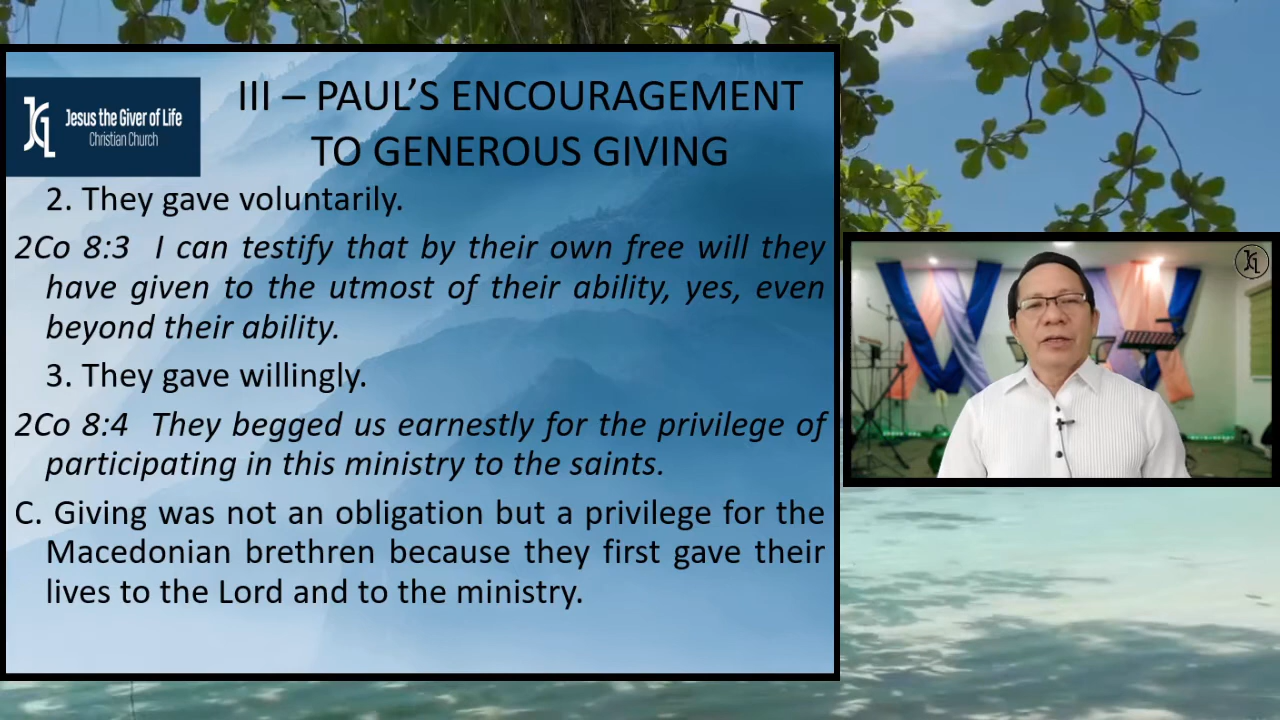 III – PAUL’S ENCOURAGEMENT
TO GENEROUS GIVING
Jesus the Giver of Life
Christian Church
2. They gave voluntarily.
2Co 8:3 I can testify that by their own free will they
have given to the utmost of their ability, yes, even
beyond their ability.
3. They gave willingly.
2Co 8:4 They begged us earnestly for the privilege of
participating in this ministry to the saints.
C. Giving was not an obligation but a privilege for the
Macedonian brethren because they first gave their
lives to the Lord and to the ministry.